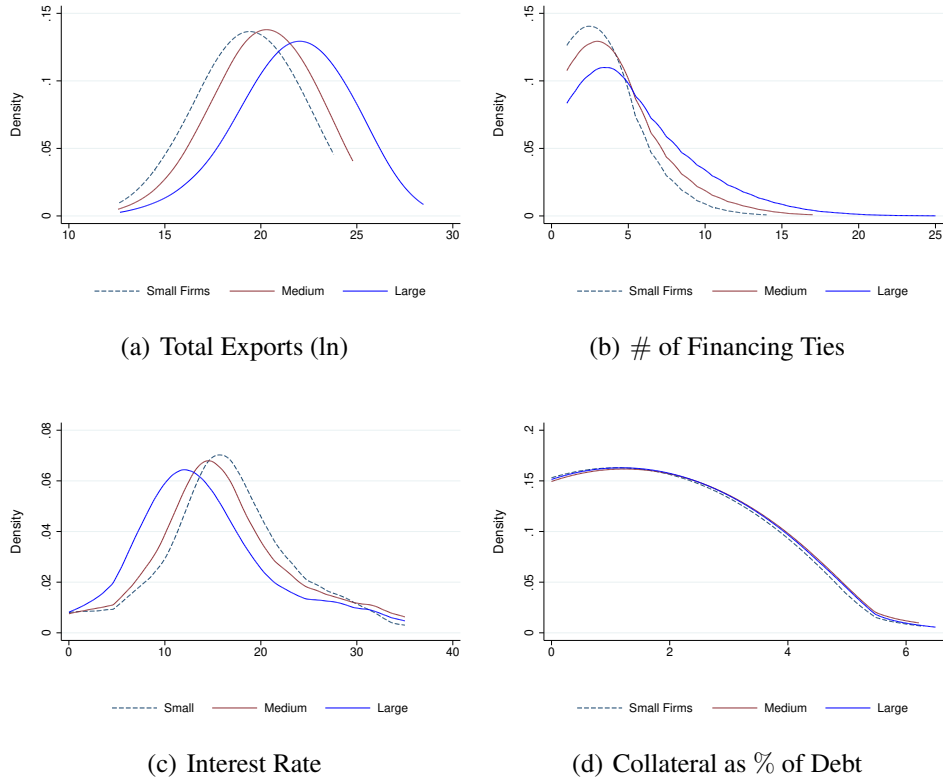 .15
.1
.05
0
Density
10 15 20 25 30
Small Firms Medium Large
(a) Total Exports (ln)
.15
.1
.05
0
Density
0 5 10 15 20 25
Small Firms Medium Large
(b) # of Financing Ties
.08
.06
.04
.02
0
Density
0 10 20 30 40
Small Medium Large
(c) Interest Rate
.2
.15
.1
.05
0
Density
0 2 4 6
Small Firms Medium Large
(d) Collateral as % of Debt